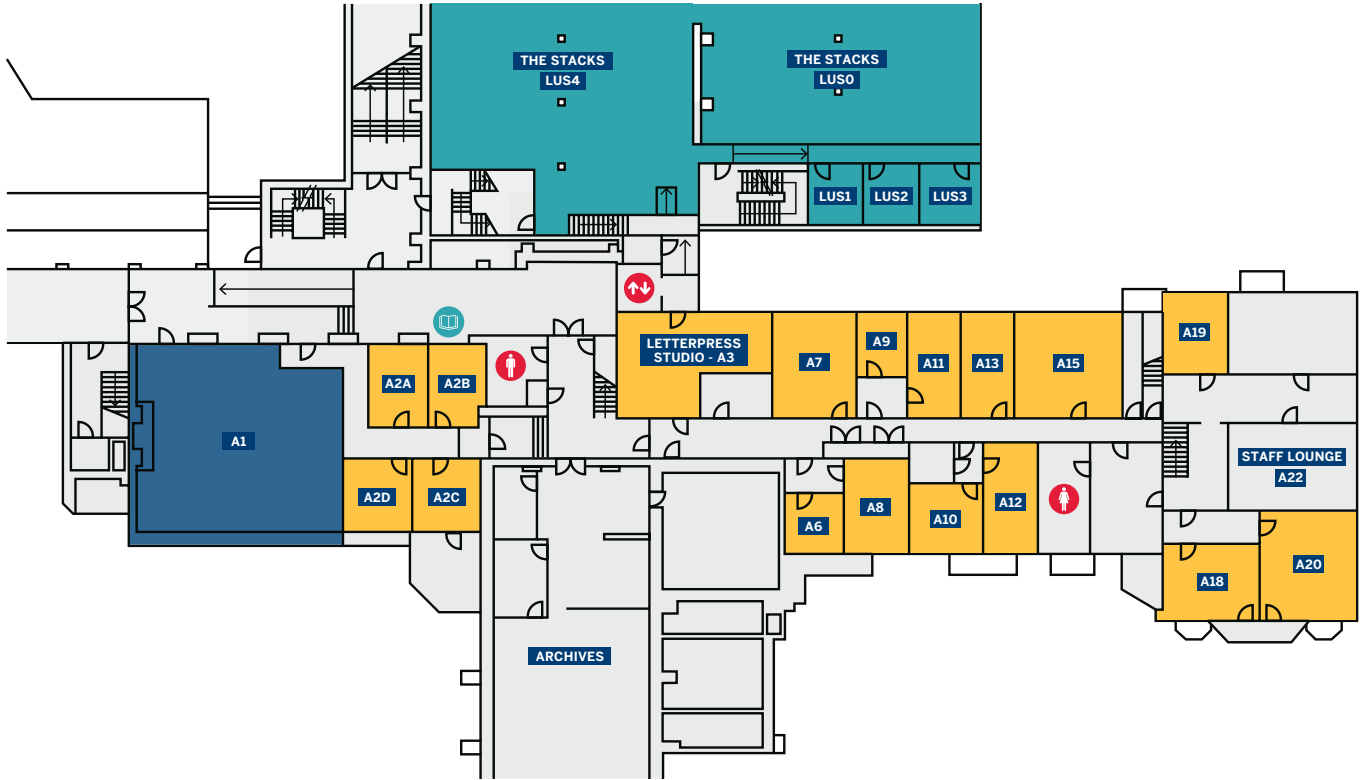 THE STACKS
LUS4
THE STACKS
LUS0
LUS1
LUS2
LUS3
A19
LETTERPRESS
STUDIO - A3
A7
A9
A11
A13
A15
A2A
A2B
A1
STAFF LOUNGE
A22
A2D
A2C
A6
A8
A10
A12
A18
A20
ARCHIVES